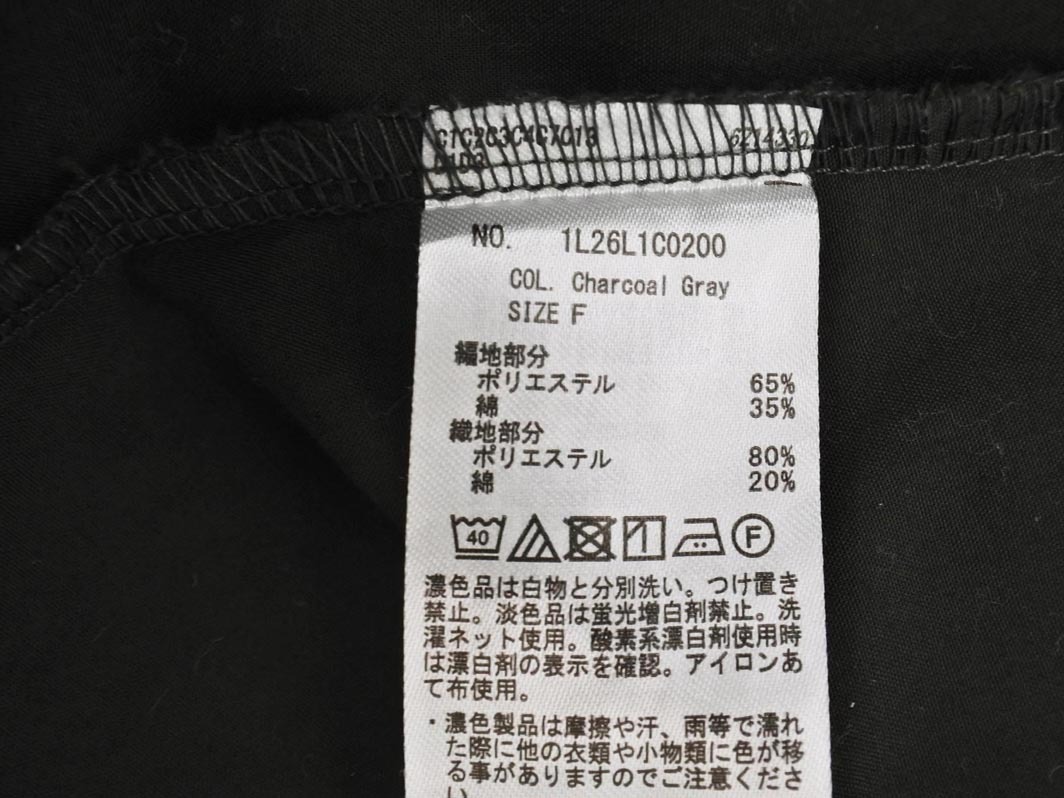 C1C2C3C4C7C18
6Z14330
NO. 1L26L1C0200
COL. Charcoal Gray
SIZE F
編地部分
ポリエステル 65%
綿 35%
織地部分
ポリエステル 80%
綿 20%
40 F
濃色品は白物と分別洗い。つけ置き
禁止。淡色品は蛍光増白剤禁止。洗
濯ネット使用。酸素系漂白剤使用時
は漂白剤の表示を確認。アイロンあ
て布使用。
・濃色製品は摩擦や汗、雨等で濡れ
た際に他の衣類や小物類に色が移
る事がありますのでご注意くださ